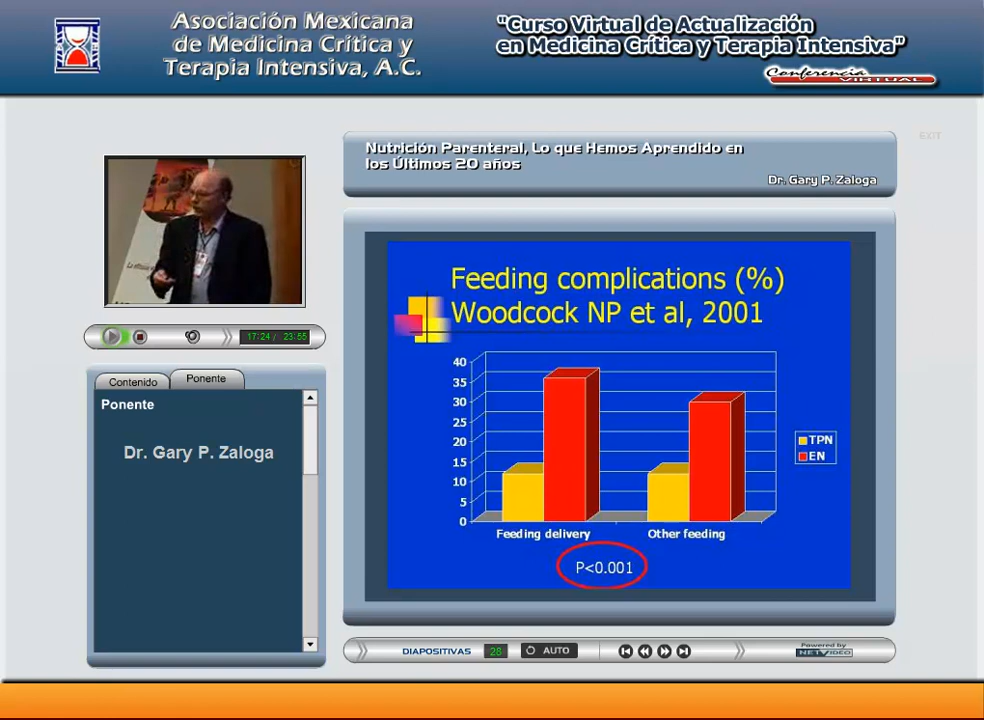 Asociación Mexicana
de Medicina Crítica y
Terapia Intensiva, A.C.
"Curso Virtual de Actualización
en Medicina Crítica y Terapia Intensiva"
Conferencia
VIRTUAL
EXIT
Nutrición Parenteral, Lo que Hemos Aprendido en
los Últimos 20 años
Dr. Gary P. Zaloga
17:24 / 23:55
Contenido
Ponente
Ponente
Dr. Gary P. Zaloga
Feeding complications (%)
Woodcock NP et al, 2001
40
35
30
25
20
15
10
5
0
Feeding delivery
Other feeding
TPN
EN
P<0.001
DIAPOSITIVAS 28 AUTO
Powered by
NETVIDEO